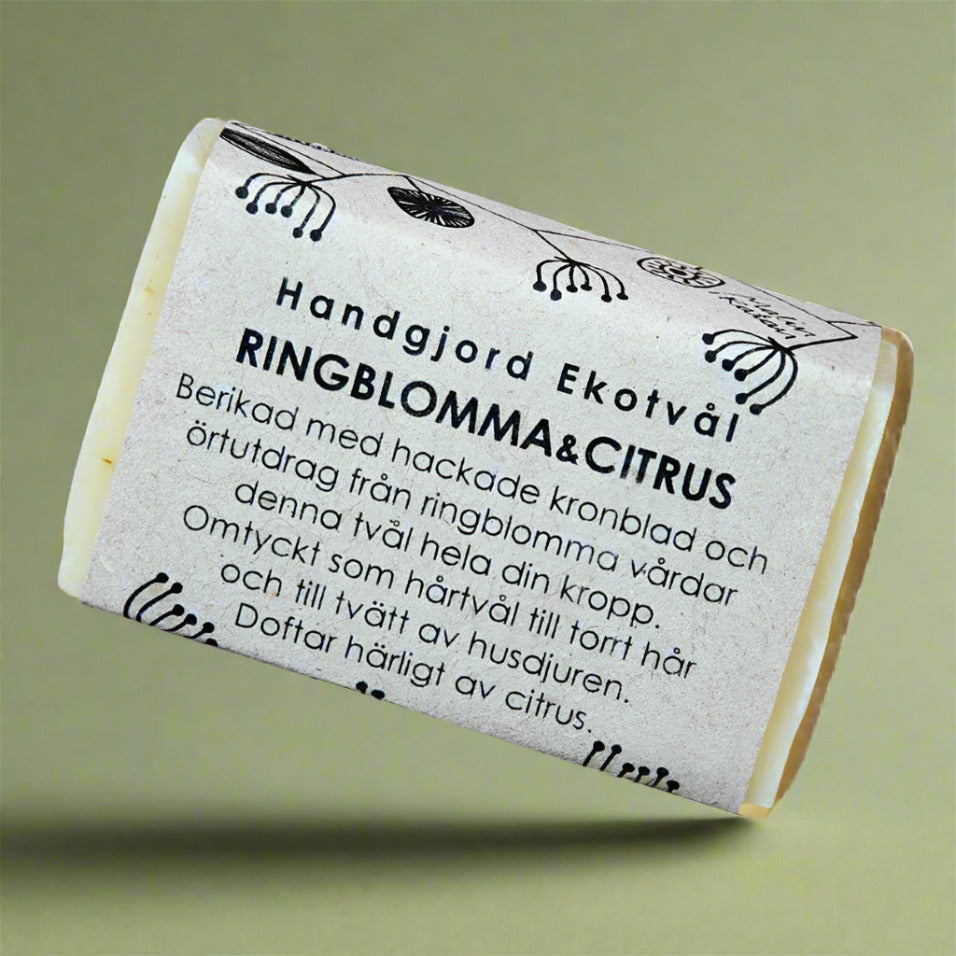 Handgjord Ekotvål
RINGBLOMMA&CITRUS
Berikad med hackade kronblad och
örtutdrag från ringblomma vårdar
denna tvål hela din kropp.
Omtyckt som hårtvål till torrt hår
och till tvätt av husdjuren.
Doftar härligt av citrus.